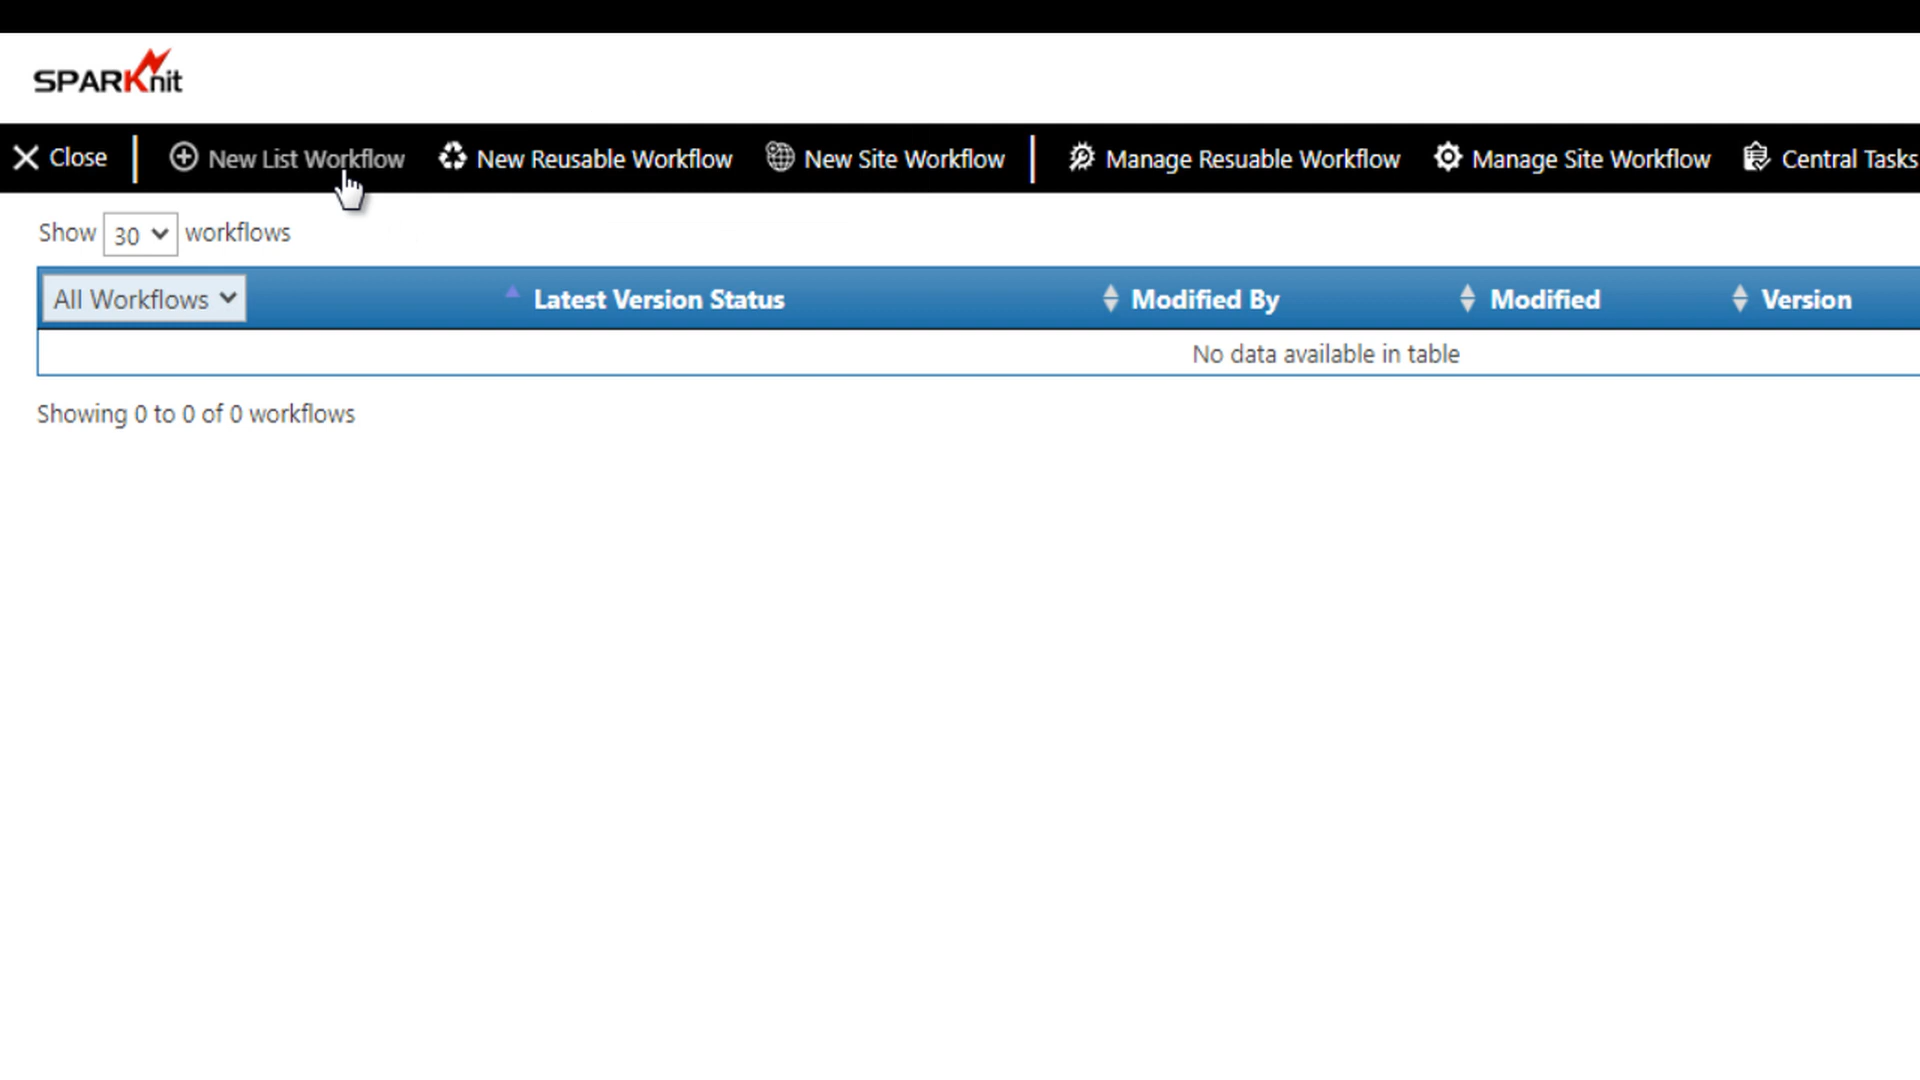 SPARKnit
Close New List Workflow New Reusable Workflow New Site Workflow Manage Resuable Workflow Manage Site Workflow Central Tasks
Show 30 workflows
All Workflows Latest Version Status Modified By Modified Version
No data available in table
Showing 0 to 0 of 0 workflows